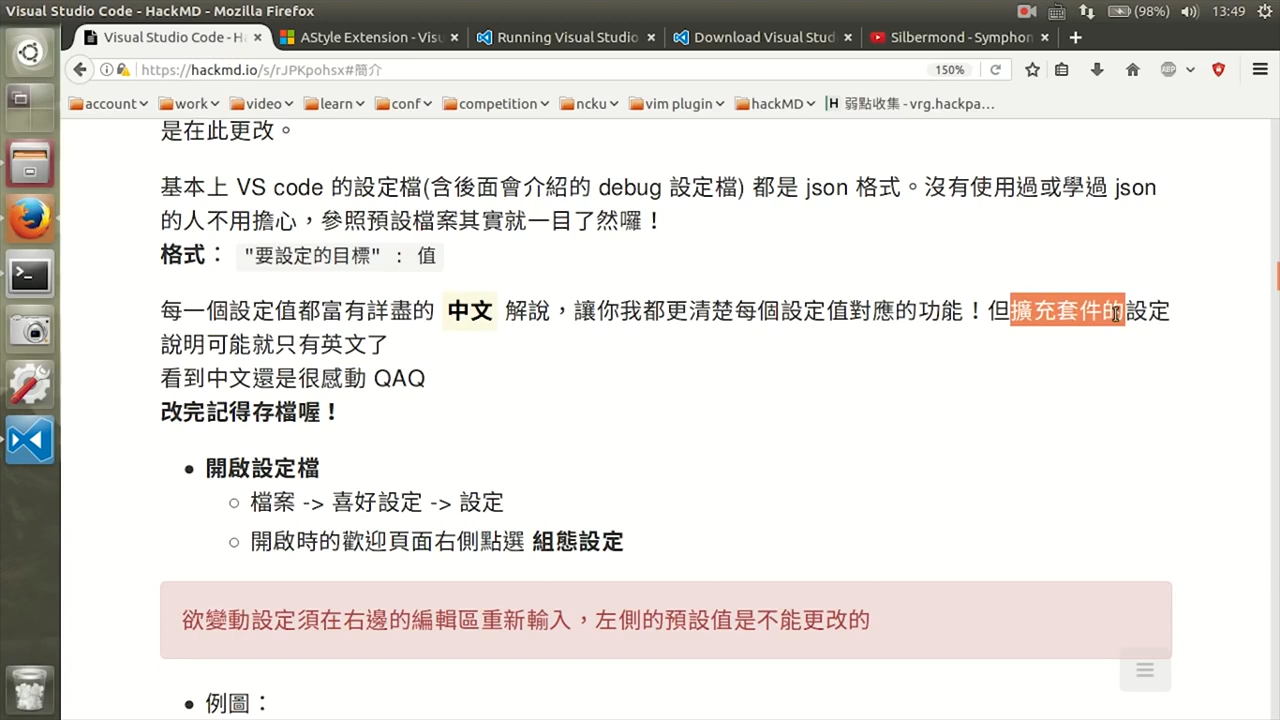 Visual Studio Code - HackMD - Mozilla Firefox
(98%)
13:49
Visual Studio Code - Ha
AStyle Extension - Visu
Running Visual Studio
Download Visual Stud
Silbermond - Symphon
https://hackmd.io/s/rJPKpohsx#簡介
150%
ABP
account
work
video
learn
conf
competition
ncku
vim plugin
hackMD
弱點收集 - vrg.hackpa...
是在此更改。
基本上 VS code 的設定檔(含後面會介紹的 debug 設定檔) 都是 json 格式。沒有使用過或學過 json
的人不用擔心，參照預設檔案其實就一目了然囉！
格式： "要設定的目標" : 值
每一個設定值都富有詳盡的 中文 解說，讓你我都更清楚每個設定值對應的功能！但擴充套件的設定
說明可能就只有英文了
看到中文還是很感動 QAQ
改完記得存檔喔！
開啟設定檔
檔案 -> 喜好設定 -> 設定
開啟時的歡迎頁面右側點選 組態設定
欲變動設定須在右邊的編輯區重新輸入，左側的預設值是不能更改的
例圖：